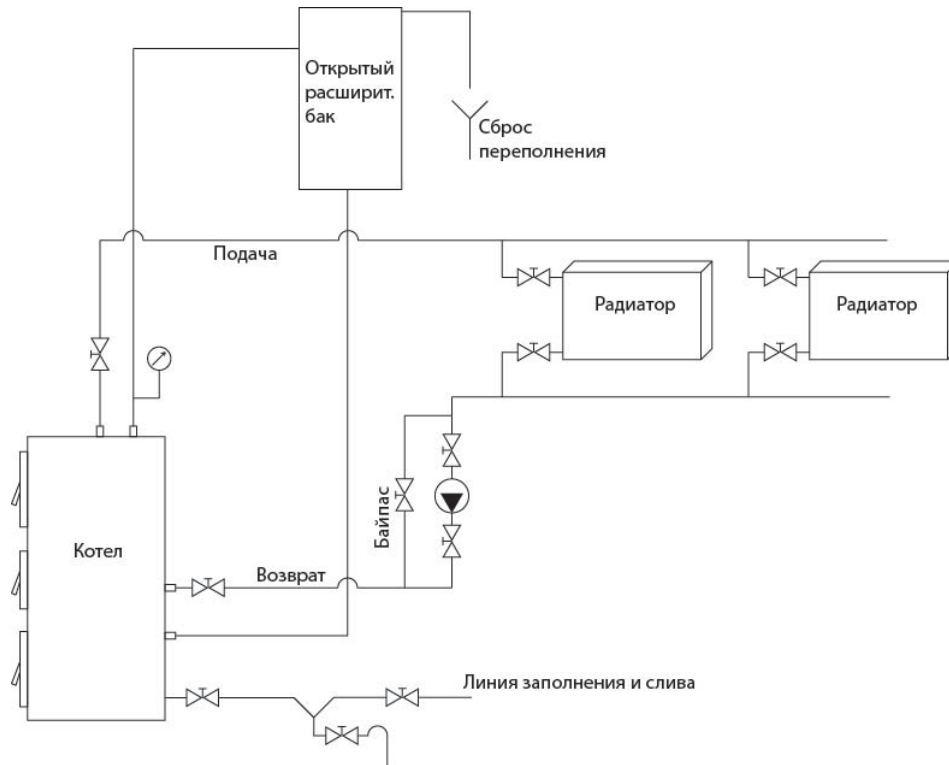 Открытый
расширит.
бак
Сброс
переполнения
Подача
Радиатор
Радиатор
Байпас
Котел
Возврат
Линия заполнения и слива